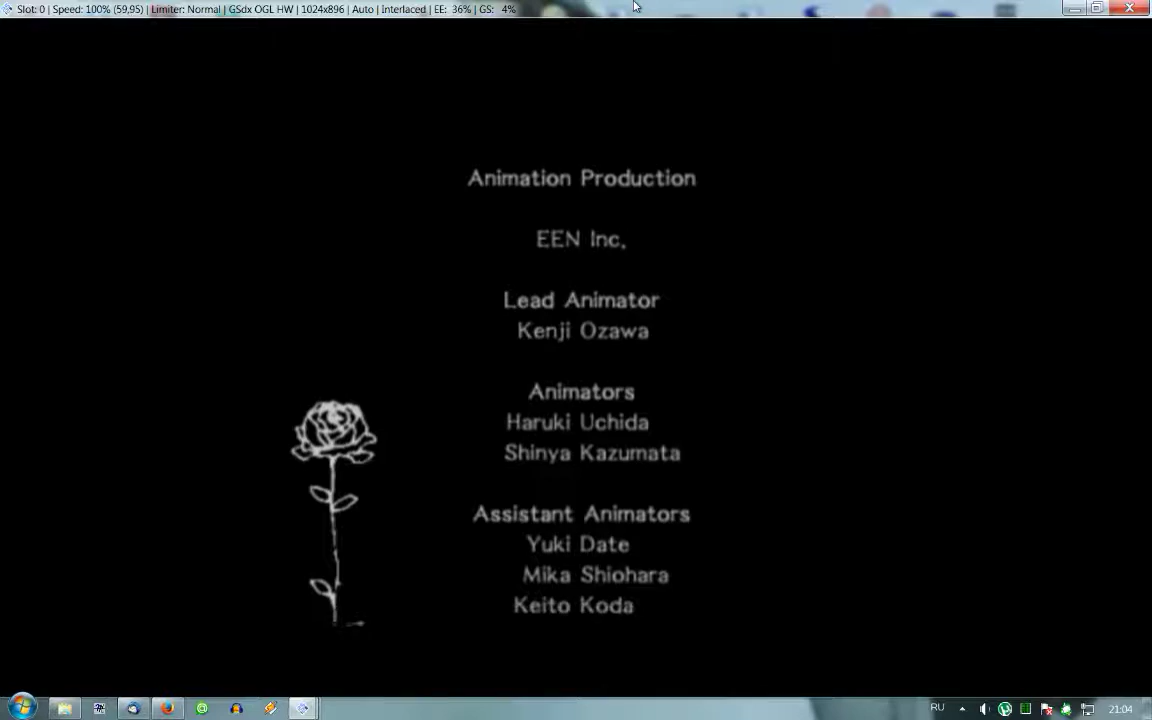 Slot: 0 | Speed: 100% (59,95) | Limiter: Normal | GSdx OGL HW | 1024x896 | Auto | Interlaced | EE: 36% | GS: 4%
Animation Production
EEN Inc.
Lead Animator
Kenji Ozawa
Animators
Haruki Uchida
Shinya Kazumata
Assistant Animators
Yuki Date
Mika Shiohara
Keito Koda
RU
21:04